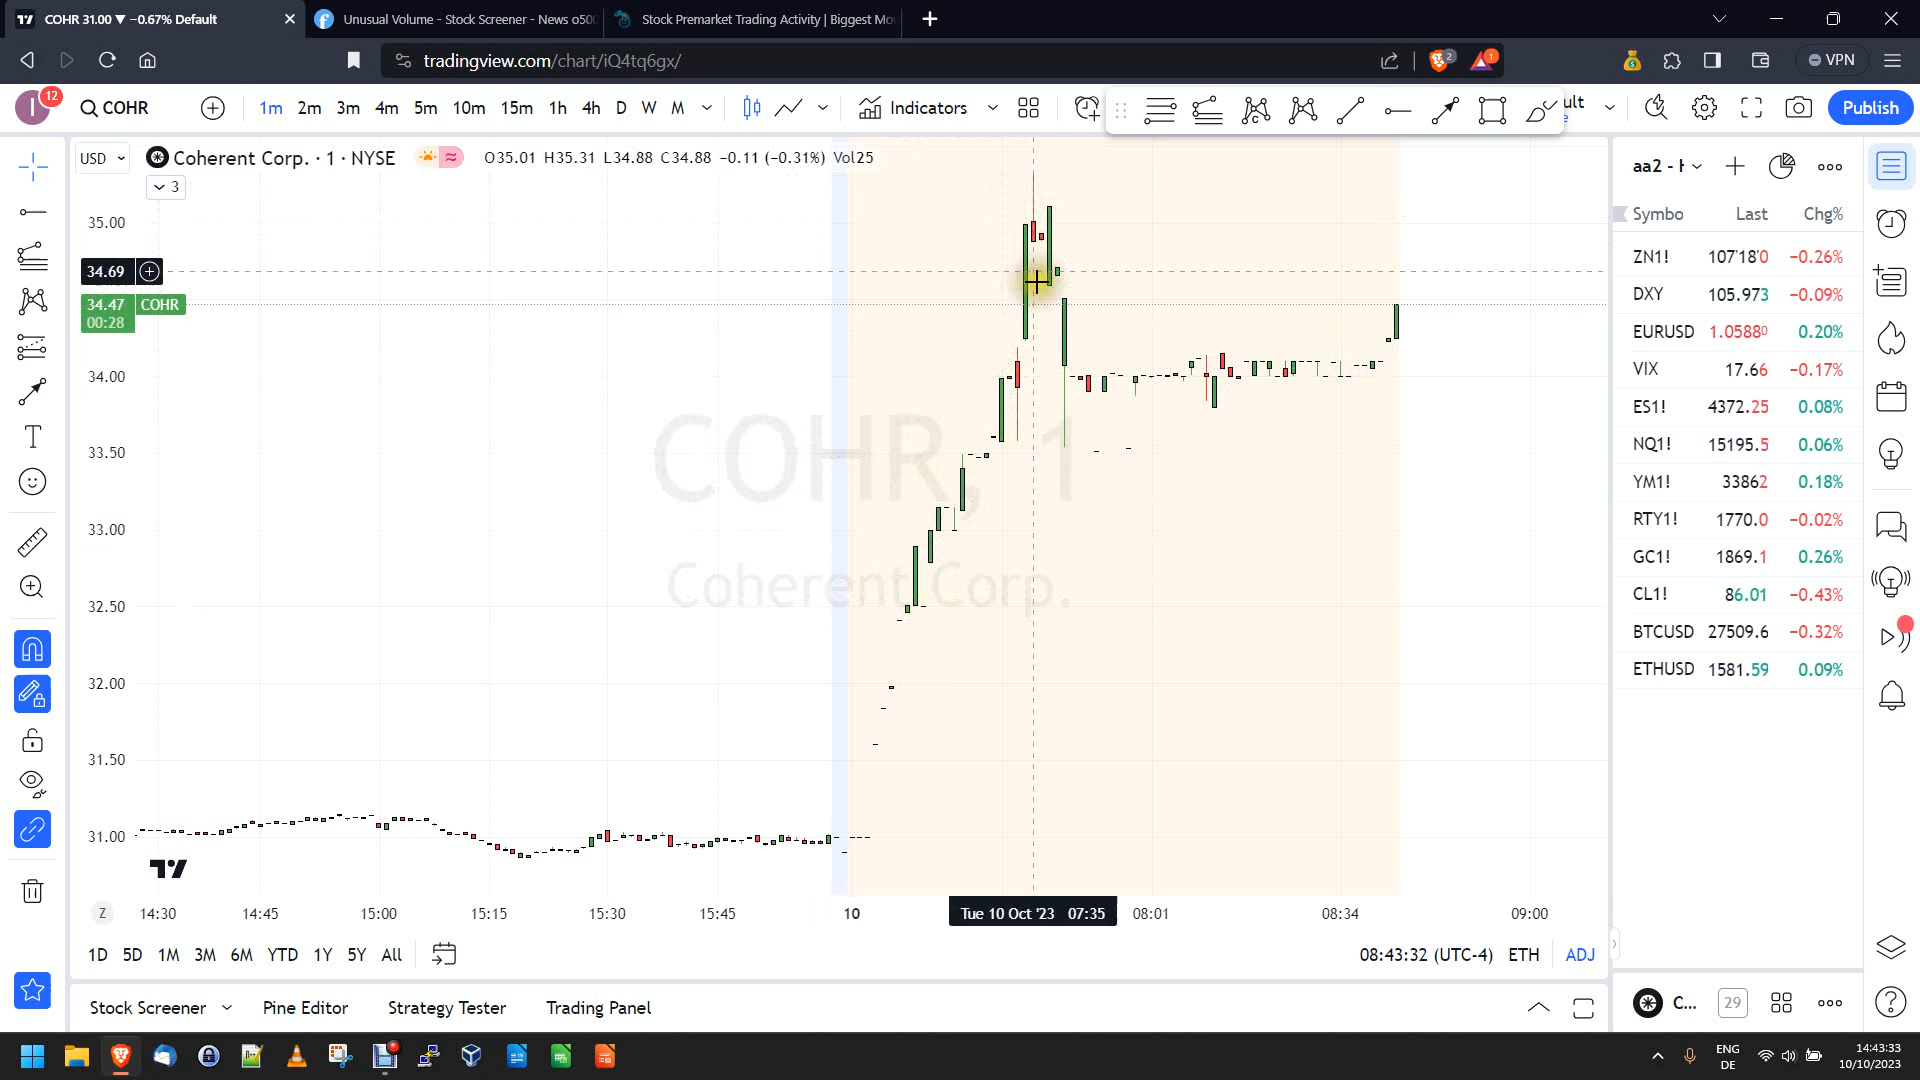 COHR 31.00 ▼ −0.67% Default
Unusual Volume - Stock Screener - News o500
Stock Premarket Trading Activity | Biggest Mo
tradingview.com/chart/iQ4tq6gx/
2
1
VPN
I
12
COHR
1m 2m 3m 4m 5m 10m 15m 1h 4h D W M
Indicators
ult
Publish
USD
Coherent Corp. · 1 · NYSE
O35.01 H35.31 L34.88 C34.88 −0.11 (−0.31%) Vol25
3
35.00
34.69
34.47 COHR
00:28
34.00
33.50
33.00
32.50
32.00
31.50
31.00
COHR, 1
Coherent Corp.
Z
14:30 14:45 15:00 15:15 15:30 15:45 10 Tue 10 Oct '23 07:35 08:01 08:34 09:00
1D 5D 1M 3M 6M YTD 1Y 5Y All
08:43:32 (UTC-4) ETH ADJ
Stock Screener Pine Editor Strategy Tester Trading Panel
aa2 - H
Symbo Last Chg%
ZN1! 107'18'0 −0.26%
DXY 105.973 −0.09%
EURUSD 1.05880 0.20%
VIX 17.66 −0.17%
ES1! 4372.25 0.08%
NQ1! 15195.5 0.06%
YM1! 33862 0.18%
RTY1! 1770.0 −0.02%
GC1! 1869.1 0.26%
CL1! 86.01 −0.43%
BTCUSD 27509.6 −0.32%
ETHUSD 1581.59 0.09%
C...
29
ENG
DE
14:43:33
10/10/2023